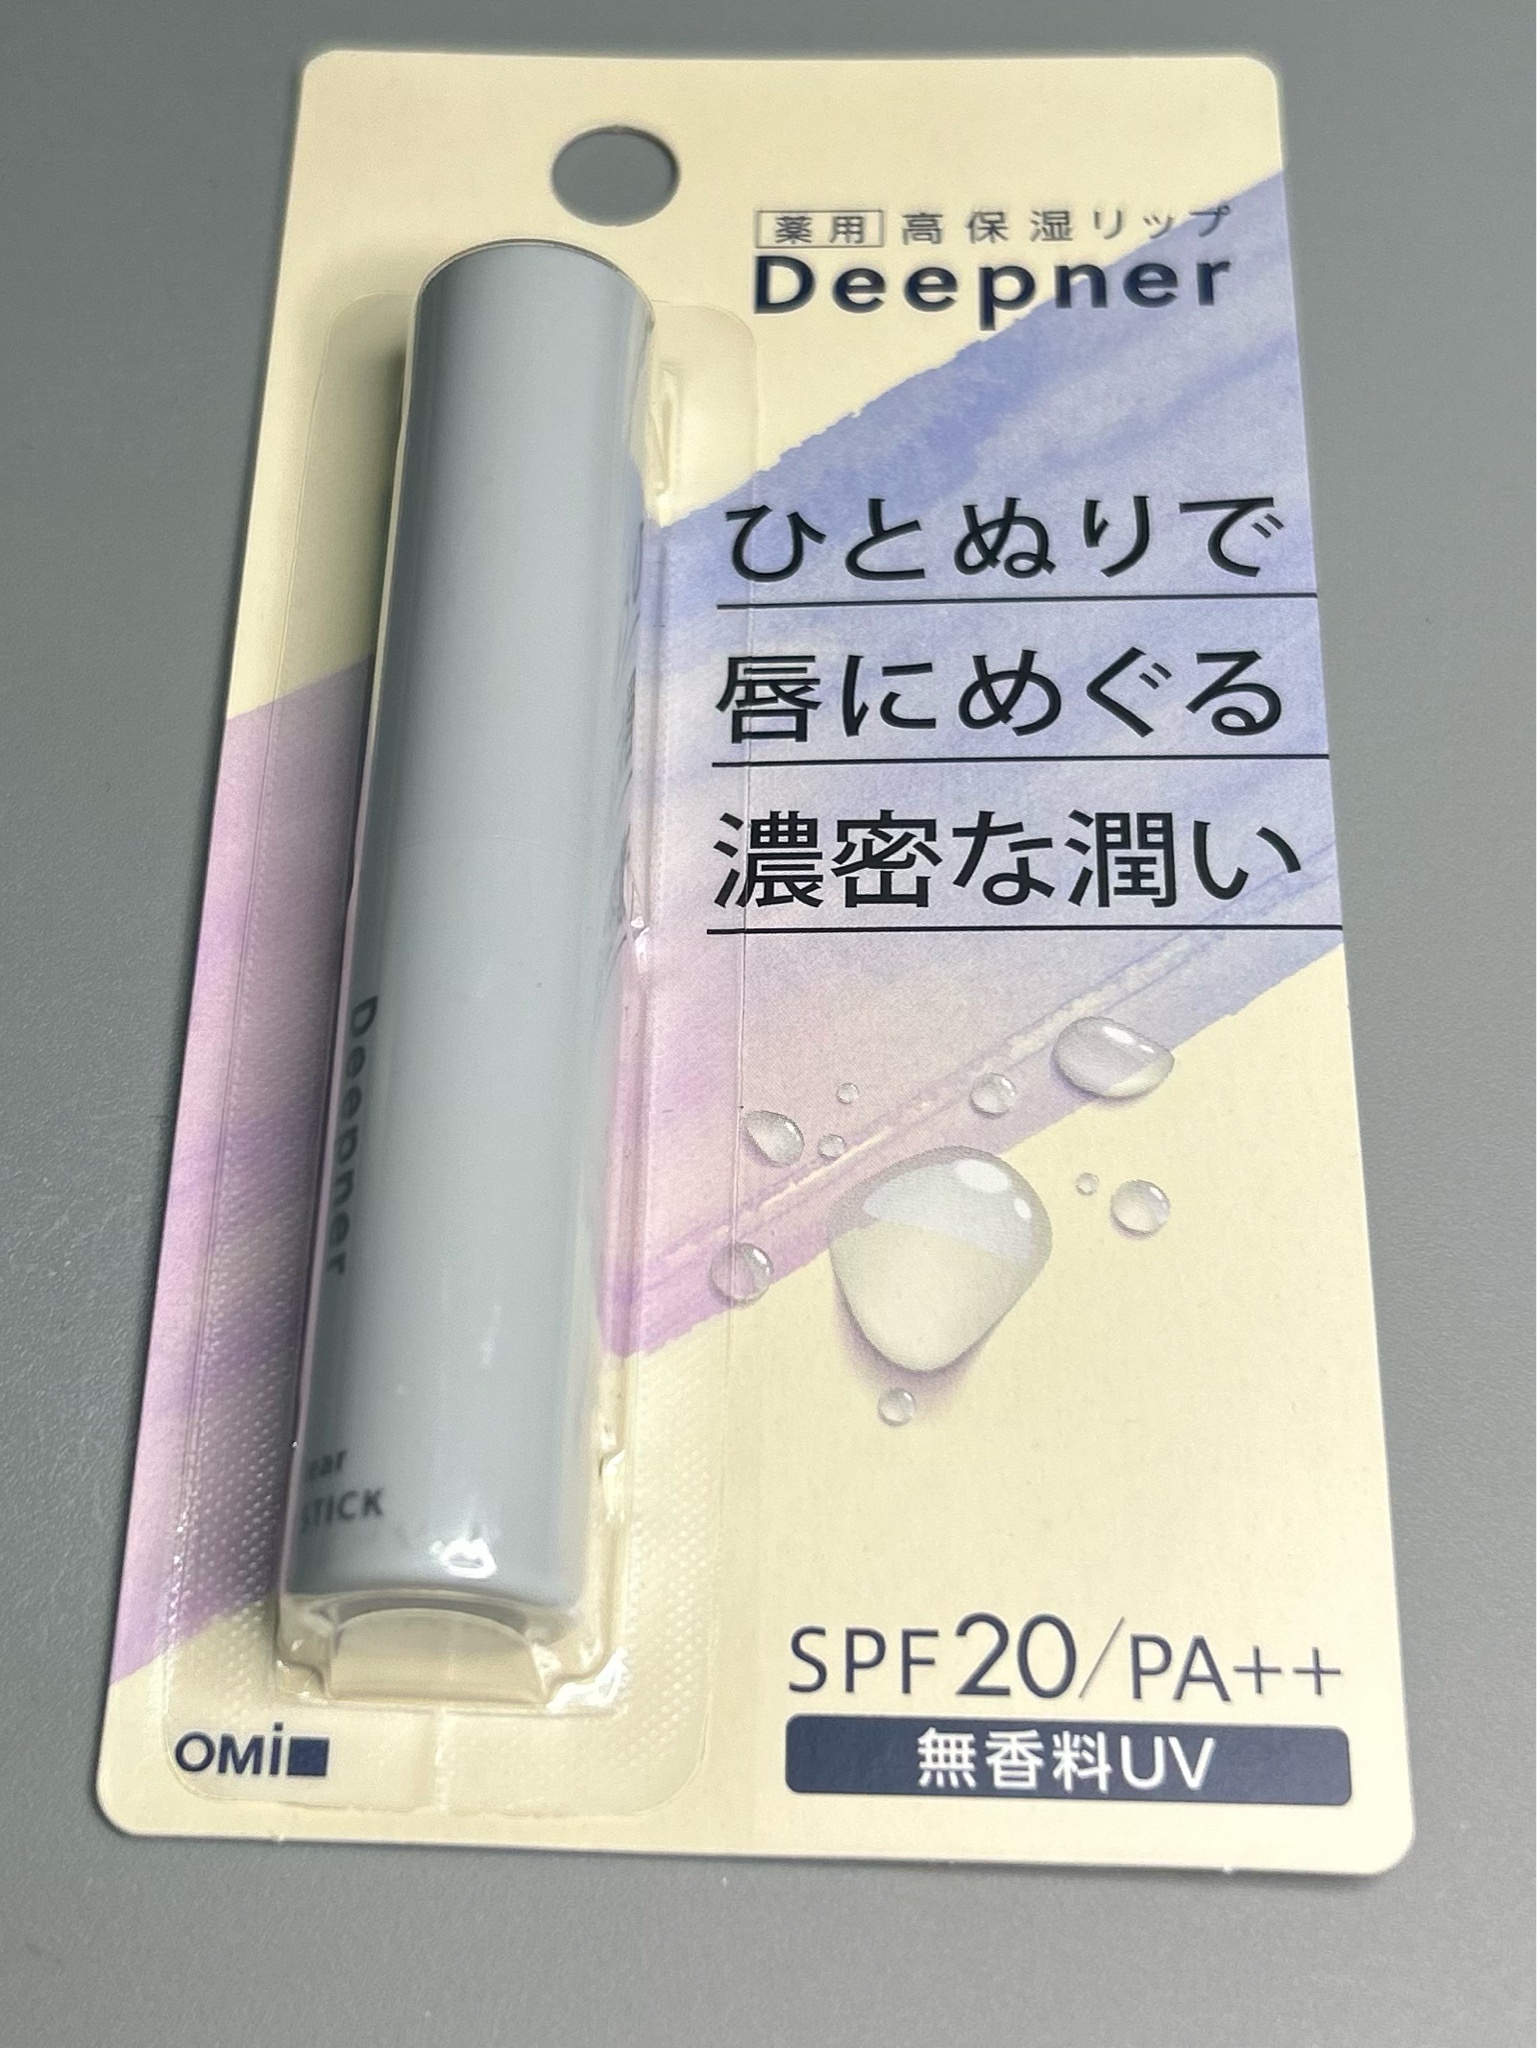 薬用 高保湿リップ
Deepner
ひとぬりで
唇にめぐる
濃密な潤い
Deepner
STICK
SPF20/PA++
無香料UV
OMi